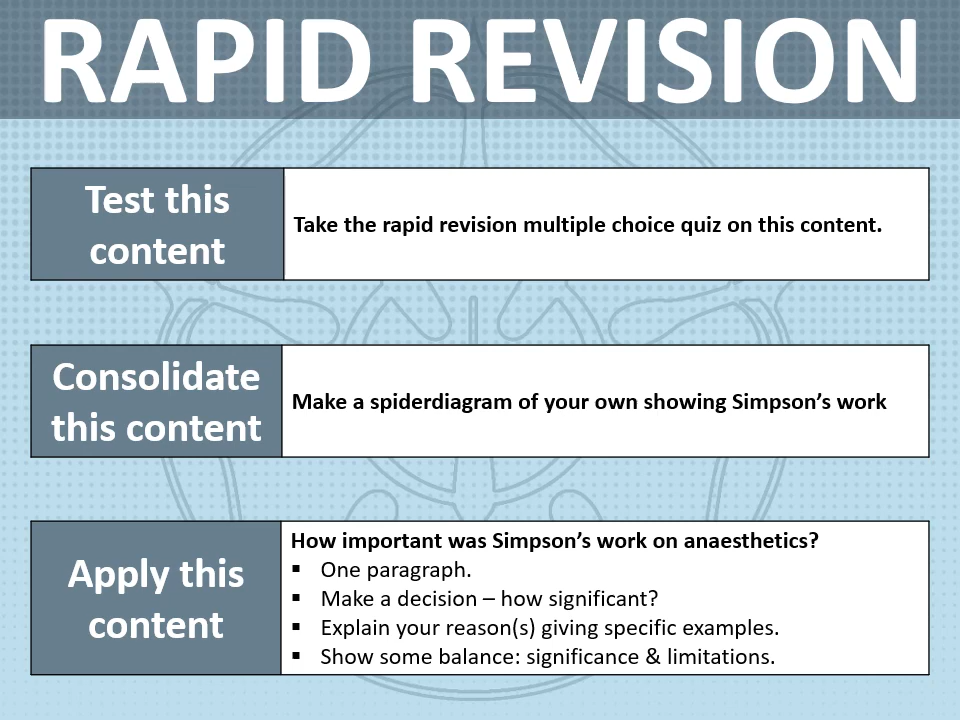 RAPID REVISION
Test this
content
Take the rapid revision multiple choice quiz on this content.
Consolidate
this content
Make a spiderdiagram of your own showing Simpson’s work
Apply this
content
How important was Simpson’s work on anaesthetics?
▪ One paragraph.
▪ Make a decision – how significant?
▪ Explain your reason(s) giving specific examples.
▪ Show some balance: significance & limitations.